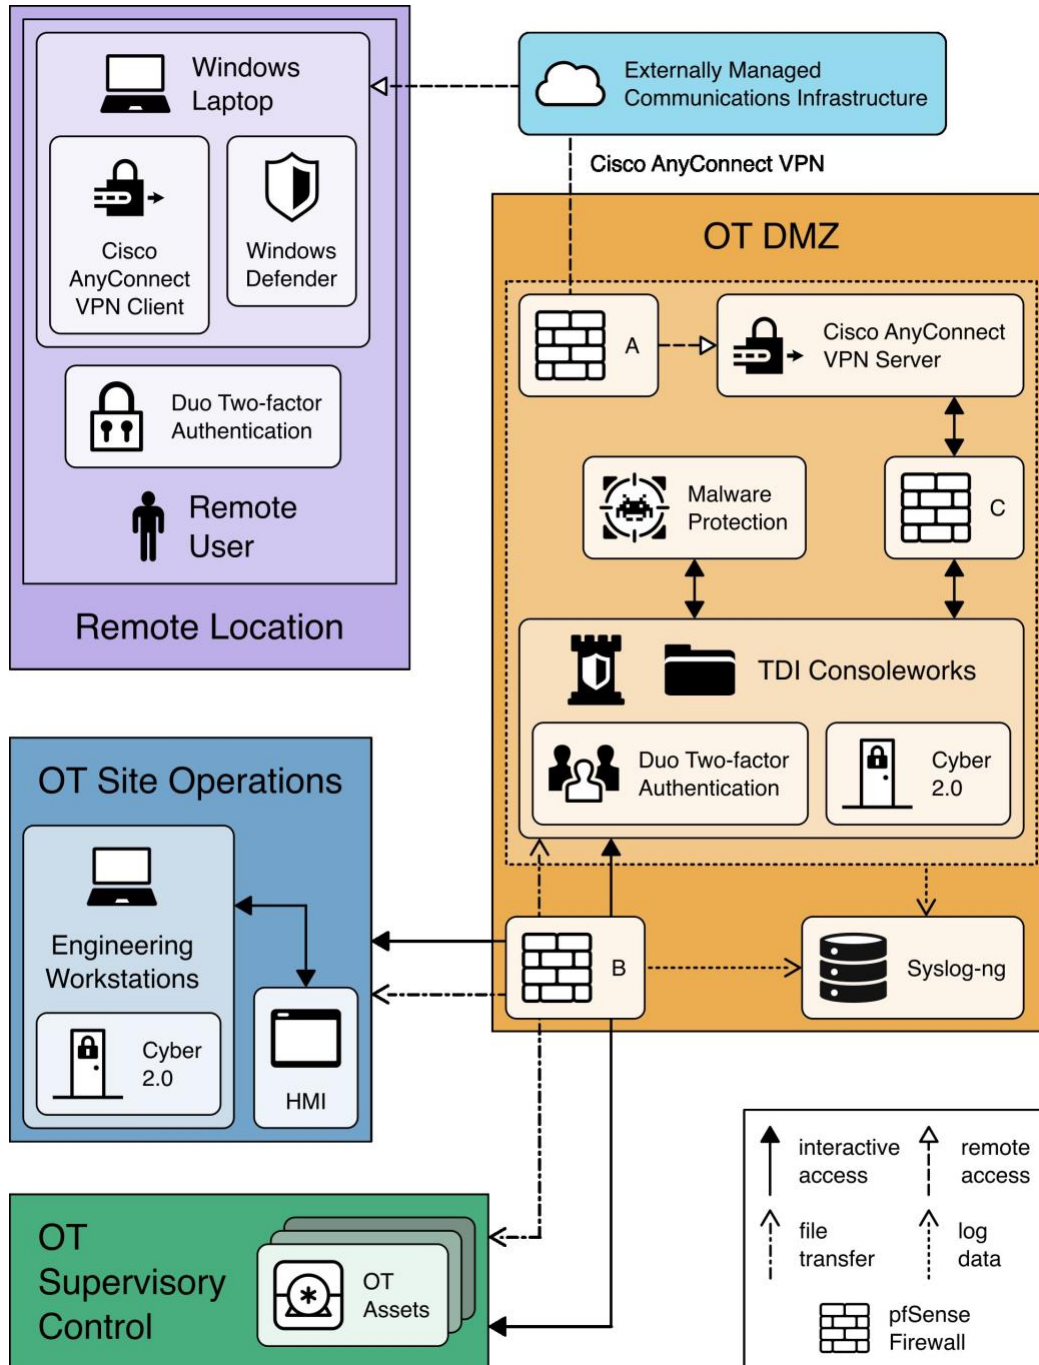 Windows
Laptop
Cisco
AnyConnect
VPN Client
Windows
Defender
Duo Two-factor
Authentication
Remote
User
Remote Location
Externally Managed
Communications Infrastructure
Cisco AnyConnect VPN
OT DMZ
A
Cisco AnyConnect
VPN Server
Malware
Protection
C
TDI Consoleworks
Duo Two-factor
Authentication
Cyber
2.0
B
Syslog-ng
OT Site Operations
Engineering
Workstations
Cyber
2.0
HMI
OT
Supervisory
Control
OT
Assets
interactive
access
remote
access
file
transfer
log
data
pfSense
Firewall